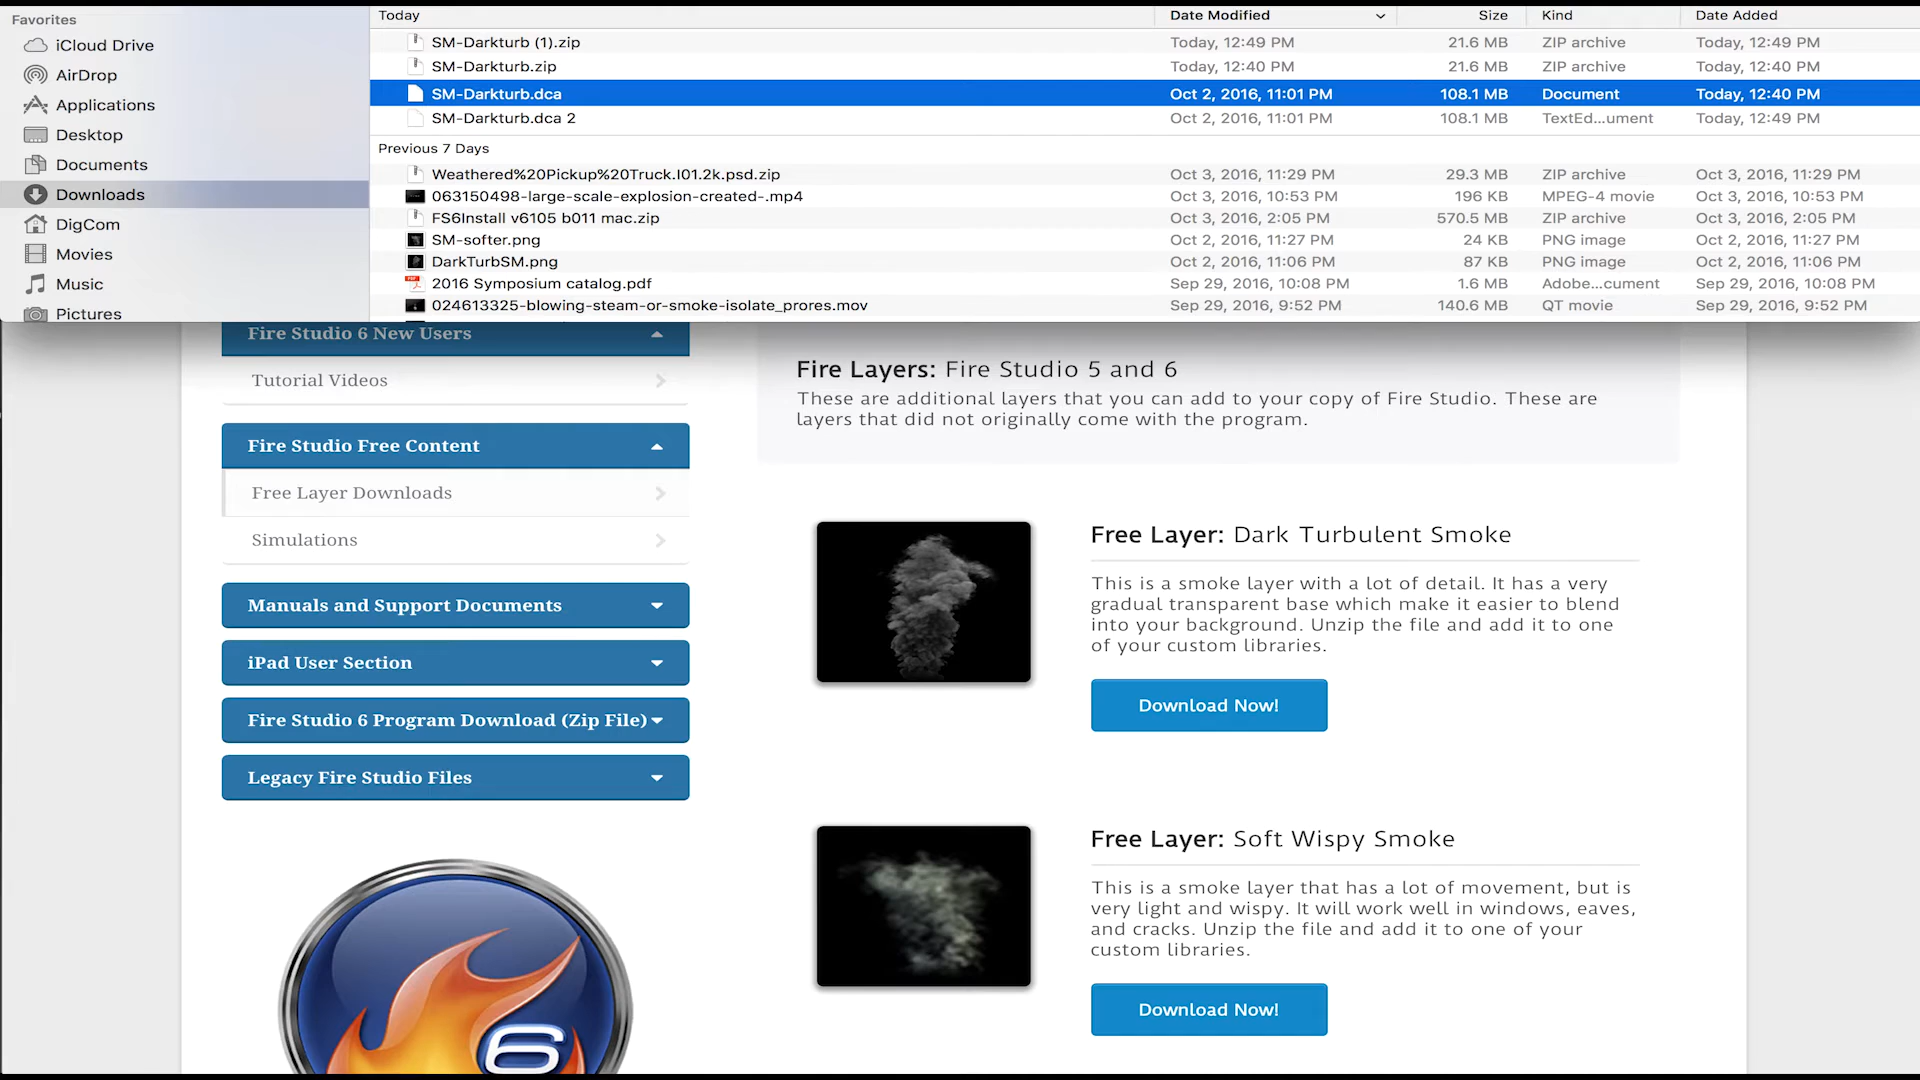 Favorites
iCloud Drive
AirDrop
Applications
Desktop
Documents
Downloads
DigCom
Movies
Music
Pictures
Today Date Modified Size Kind Date Added
SM-Darkturb (1).zip Today, 12:49 PM 21.6 MB ZIP archive Today, 12:49 PM
SM-Darkturb.zip Today, 12:40 PM 21.6 MB ZIP archive Today, 12:40 PM
SM-Darkturb.dca Oct 2, 2016, 11:01 PM 108.1 MB Document Today, 12:40 PM
SM-Darkturb.dca 2 Oct 2, 2016, 11:01 PM 108.1 MB TextEd...ument Today, 12:49 PM
Previous 7 Days
Weathered%20Pickup%20Truck.I01.2k.psd.zip Oct 3, 2016, 11:29 PM 29.3 MB ZIP archive Oct 3, 2016, 11:29 PM
063150498-large-scale-explosion-created-.mp4 Oct 3, 2016, 10:53 PM 196 KB MPEG-4 movie Oct 3, 2016, 10:53 PM
FS6Install v6105 b011 mac.zip Oct 3, 2016, 2:05 PM 570.5 MB ZIP archive Oct 3, 2016, 2:05 PM
SM-softer.png Oct 2, 2016, 11:27 PM 24 KB PNG image Oct 2, 2016, 11:27 PM
DarkTurbSM.png Oct 2, 2016, 11:06 PM 87 KB PNG image Oct 2, 2016, 11:06 PM
2016 Symposium catalog.pdf Sep 29, 2016, 10:08 PM 1.6 MB Adobe...cument Sep 29, 2016, 10:08 PM
024613325-blowing-steam-or-smoke-isolate_prores.mov Sep 29, 2016, 9:52 PM 140.6 MB QT movie Sep 29, 2016, 9:52 PM
Fire Studio 6 New Users
Tutorial Videos
Fire Studio Free Content
Free Layer Downloads
Simulations
Manuals and Support Documents
iPad User Section
Fire Studio 6 Program Download (Zip File)
Legacy Fire Studio Files
6
Fire Layers: Fire Studio 5 and 6
These are additional layers that you can add to your copy of Fire Studio. These are
layers that did not originally come with the program.
Free Layer: Dark Turbulent Smoke
This is a smoke layer with a lot of detail. It has a very
gradual transparent base which make it easier to blend
into your background. Unzip the file and add it to one
of your custom libraries.
Download Now!
Free Layer: Soft Wispy Smoke
This is a smoke layer that has a lot of movement, but is
very light and wispy. It will work well in windows, eaves,
and cracks. Unzip the file and add it to one of your
custom libraries.
Download Now!